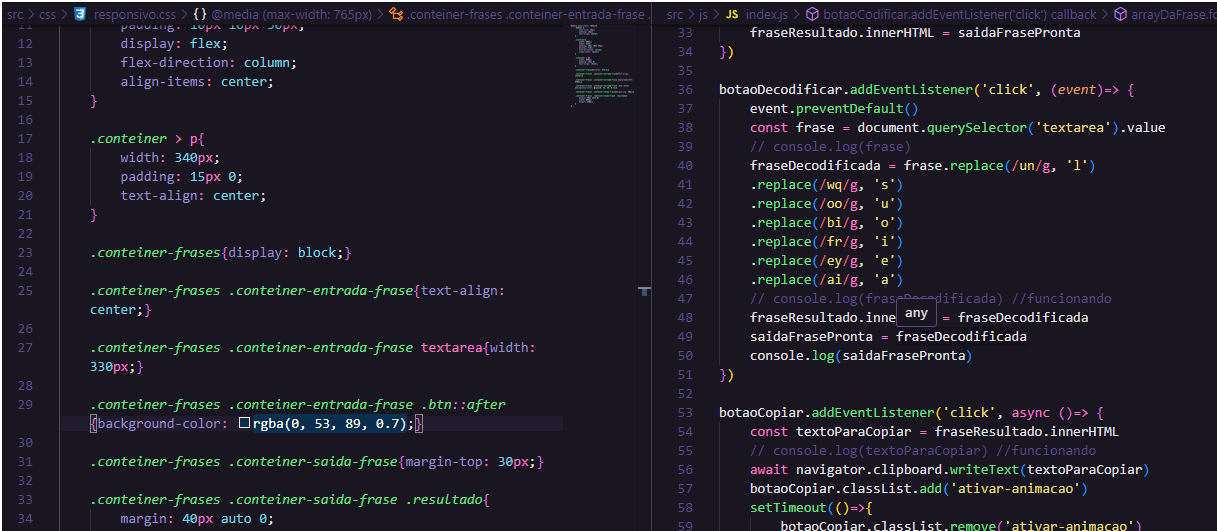 src > css > responsivo.css > {} @media (max-width: 765px) > .conteiner-frases .conteiner-entrada-frase .
11 padding: 10px 10px 50px;
12 display: flex;
13 flex-direction: column;
14 align-items: center;
15 }
16
17 .conteiner > p{
18 width: 340px;
19 padding: 15px 0;
20 text-align: center;
21 }
22
23 .conteiner-frases{display: block;}
24
25 .conteiner-frases .conteiner-entrada-frase{text-align:
center;}
26
27 .conteiner-frases .conteiner-entrada-frase textarea{width:
330px;}
28
29 .conteiner-frases .conteiner-entrada-frase .btn::after
{background-color: rgba(0, 53, 89, 0.7);}
30
31 .conteiner-frases .conteiner-saida-frase{margin-top: 30px;}
32
33 .conteiner-frases .conteiner-saida-frase .resultado{
34 margin: 40px auto 0;
src > js > JS index.js > botaoCodificar.addEventListener('click') callback > arrayDaFrase.fo
33 fraseResultado.innerHTML = saidaFrasePronta
34 })
35
36 botaoDecodificar.addEventListener('click', (event)=> {
37 event.preventDefault()
38 const frase = document.querySelector('textarea').value
39 // console.log(frase)
40 fraseDecodificada = frase.replace(/un/g, 'l')
41 .replace(/wq/g, 's')
42 .replace(/oo/g, 'u')
43 .replace(/bi/g, 'o')
44 .replace(/fr/g, 'i')
45 .replace(/ey/g, 'e')
46 .replace(/ai/g, 'a')
47 // console.log(fraseDecodificada) //funcionando
any
48 fraseResultado.inne = fraseDecodificada
49 saidaFrasePronta = fraseDecodificada
50 console.log(saidaFrasePronta)
51 })
52
53 botaoCopiar.addEventListener('click', async ()=> {
54 const textoParaCopiar = fraseResultado.innerHTML
55 // console.log(textoParaCopiar) //funcionando
56 await navigator.clipboard.writeText(textoParaCopiar)
57 botaoCopiar.classList.add('ativar-animacao')
58 setTimeout(()=>{
59 botaoCopiar.classList.remove('ativar-animacao')